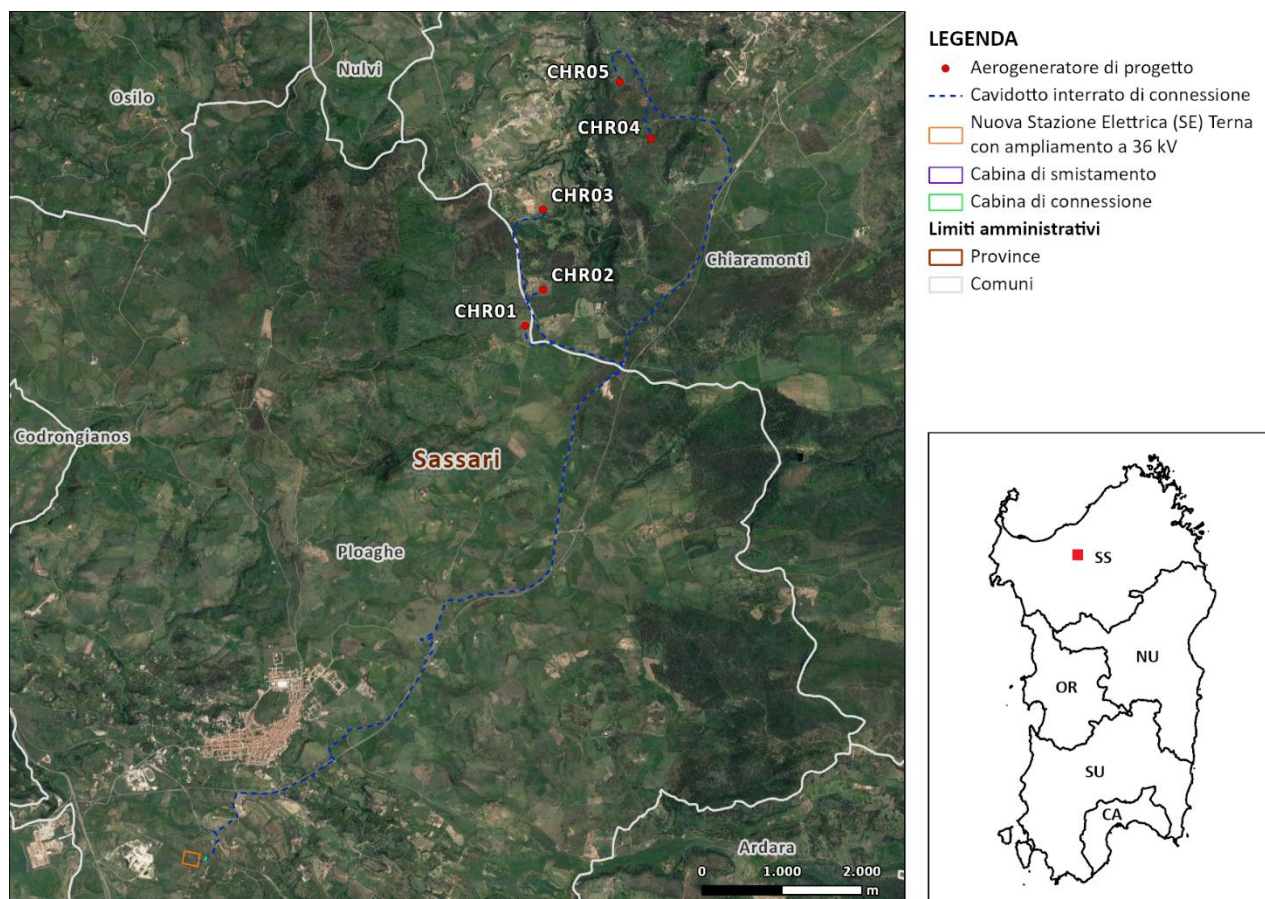 Nulvi
Osilo
CHR05
CHR04
CHR03
CHR02
CHR01
Chiaramonti
Codrongianos
Sassari
Ploaghe
Ardara
0 1.000 2.000
m
LEGENDA
Aerogeneratore di progetto
Cavidotto interrato di connessione
Nuova Stazione Elettrica (SE) Terna
con ampliamento a 36 kV
Cabina di smistamento
Cabina di connessione
Limiti amministrativi
Province
Comuni
SS
NU
OR
SU
CA